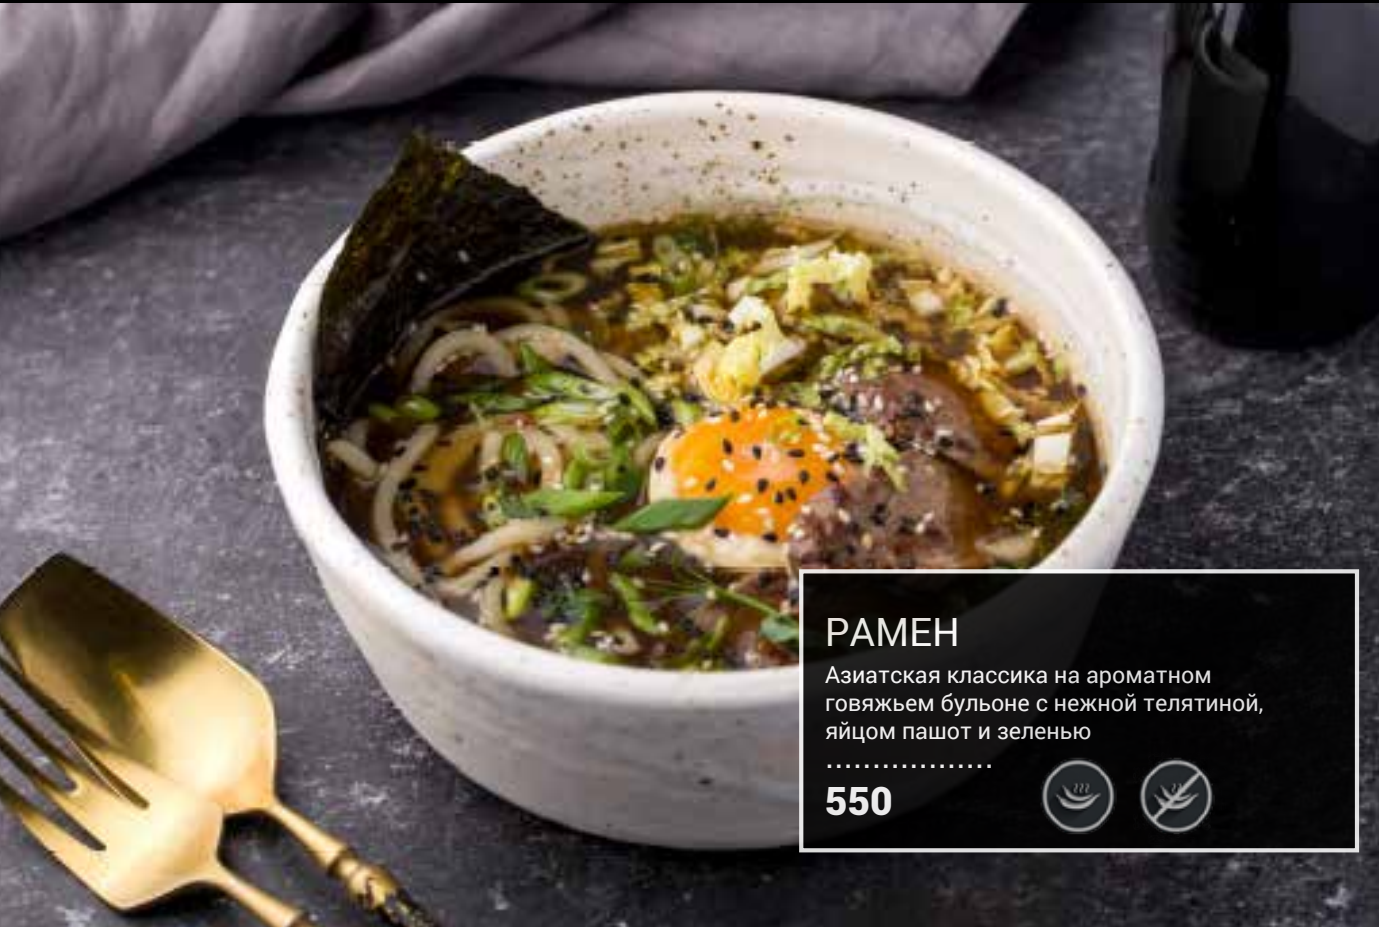 РАМЕН
Азиатская классика на ароматном
говяжьем бульоне с нежной телятиной,
яйцом пашот и зеленью
..................
550